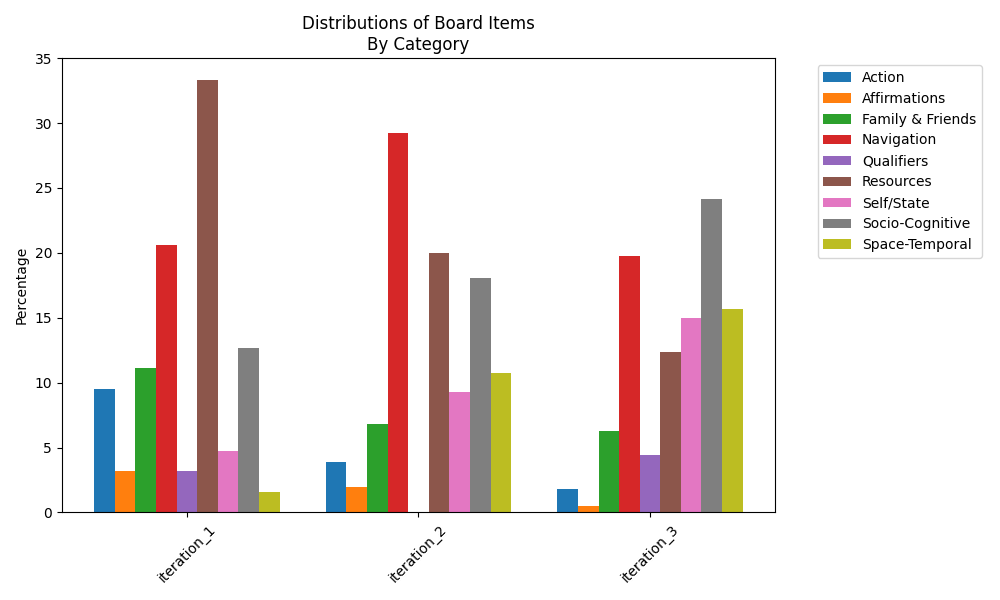 Distributions of Board Items
By Category
Percentage
35
30
25
20
15
10
5
0
iteration_1
iteration_2
iteration_3
Action
Affirmations
Family & Friends
Navigation
Qualifiers
Resources
Self/State
Socio-Cognitive
Space-Temporal